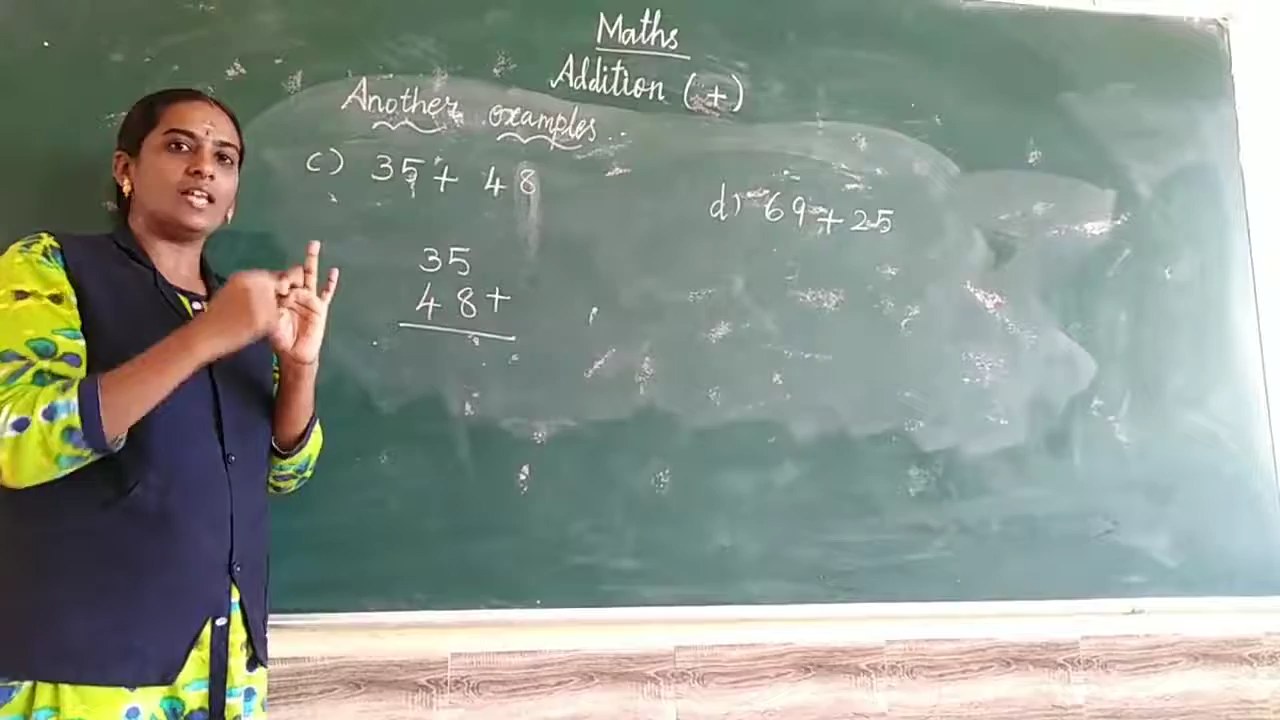 Maths
Addition (+)
Another examples
c) 35 + 48
35
48+
d) 69 + 25